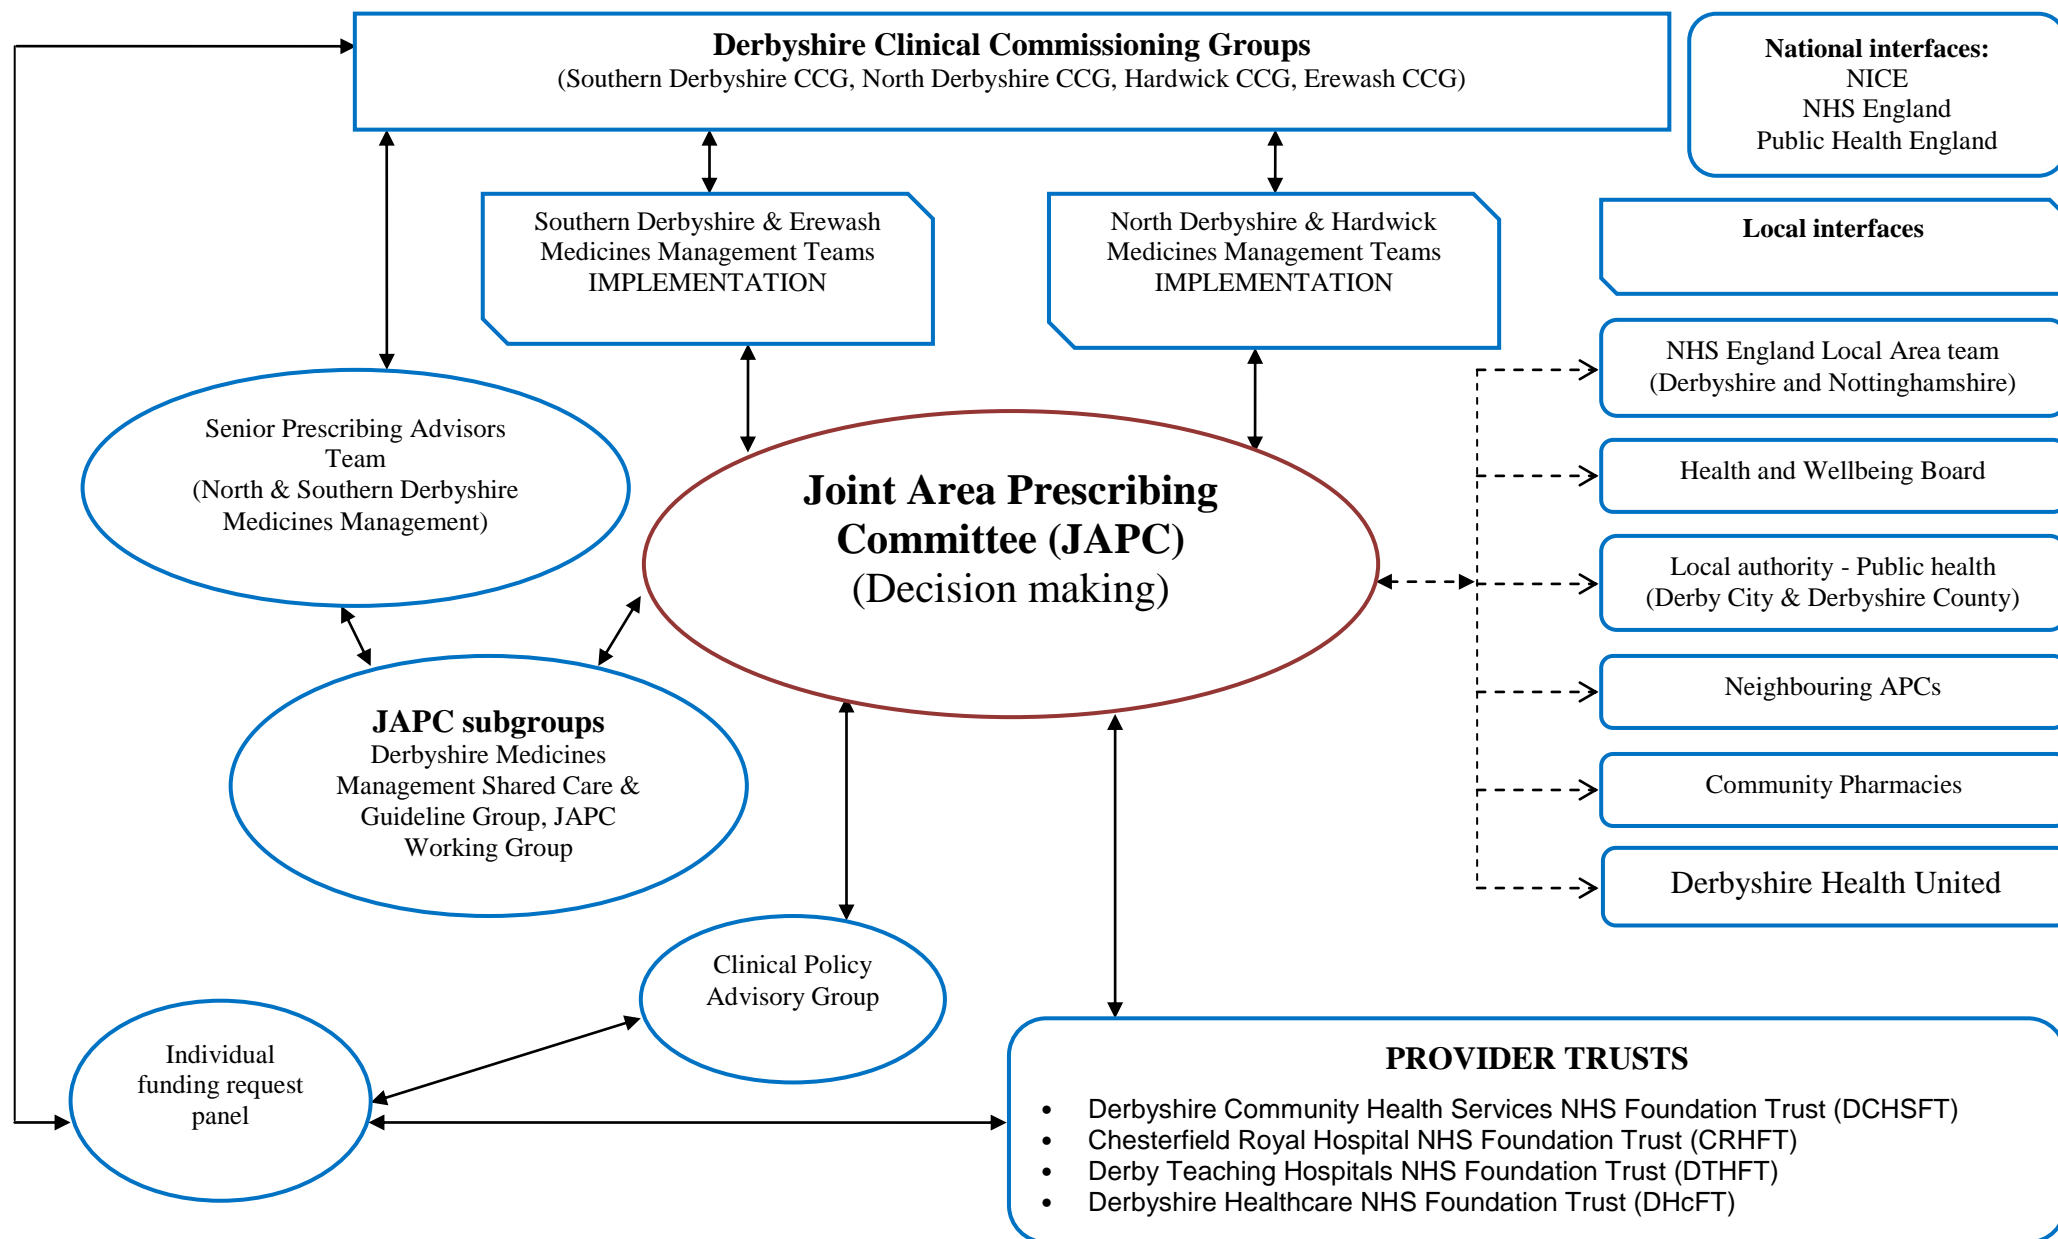 Derbyshire Clinical Commissioning Groups
(Southern Derbyshire CCG, North Derbyshire CCG, Hardwick CCG, Erewash CCG)
National interfaces:
NICE
NHS England
Public Health England
Southern Derbyshire & Erewash
Medicines Management Teams
IMPLEMENTATION
North Derbyshire & Hardwick
Medicines Management Teams
IMPLEMENTATION
Local interfaces
NHS England Local Area team
(Derbyshire and Nottinghamshire)
Health and Wellbeing Board
Local authority - Public health
(Derby City & Derbyshire County)
Neighbouring APCs
Community Pharmacies
Derbyshire Health United
Senior Prescribing Advisors
Team
(North & Southern Derbyshire
Medicines Management)
Joint Area Prescribing
Committee (JAPC)
(Decision making)
JAPC subgroups
Derbyshire Medicines
Management Shared Care &
Guideline Group, JAPC
Working Group
Clinical Policy
Advisory Group
Individual
funding request
panel
PROVIDER TRUSTS
• Derbyshire Community Health Services NHS Foundation Trust (DCHSFT)
• Chesterfield Royal Hospital NHS Foundation Trust (CRHFT)
• Derby Teaching Hospitals NHS Foundation Trust (DTHFT)
• Derbyshire Healthcare NHS Foundation Trust (DHcFT)